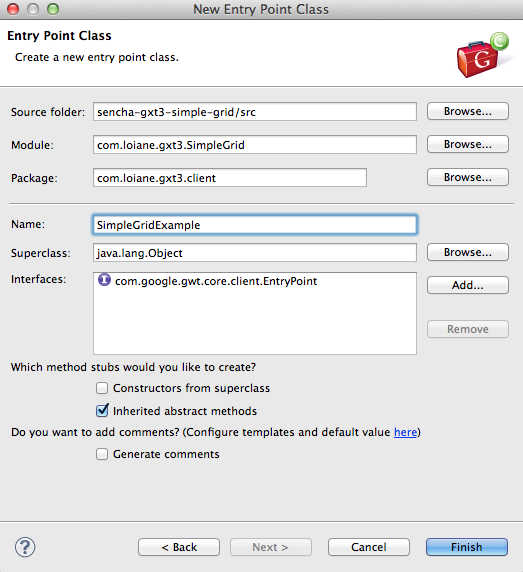 New Entry Point Class
Entry Point Class
Create a new entry point class.
G
C
Source folder: sencha-gxt3-simple-grid/src Browse...
Module: com.loiane.gxt3.SimpleGrid Browse...
Package: com.loiane.gxt3.client Browse...
Name: SimpleGridExample
Superclass: java.lang.Object Browse...
Interfaces: I com.google.gwt.core.client.EntryPoint Add...
Remove
Which method stubs would you like to create?
Constructors from superclass
Inherited abstract methods
Do you want to add comments? (Configure templates and default value here)
Generate comments
? < Back Next > Cancel Finish